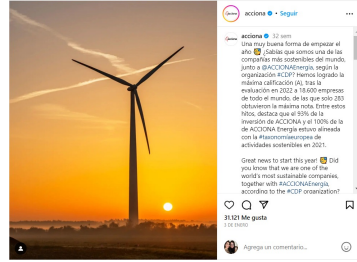 acciona • Seguir
acciona 32 sem
Una muy buena forma de empezar el
año 🥳 ¿Sabías que somos una de las
compañías más sostenibles del mundo,
junto a @ACCIONAEnergía, según la
organización #CDP? Hemos logrado la
máxima calificación (A), tras la
evaluación en 2022 a 18.600 empresas
de todo el mundo, de las que solo 283
obtuvieron la máxima nota. Entre estos
hitos, destaca que el 93% de la
inversión de ACCIONA y el 100% de la
de ACCIONA Energía estuvo alineada
con la #taxonomíaeuropea de
actividades sostenibles en 2021.
Great news to start this year! 🥳 Did
you know that we are one of the
world's most sustainable companies,
together with #ACCIONAEnergía,
according to the #CDP organization?
31.121 Me gusta
3 DE ENERO
Agrega un comentario...